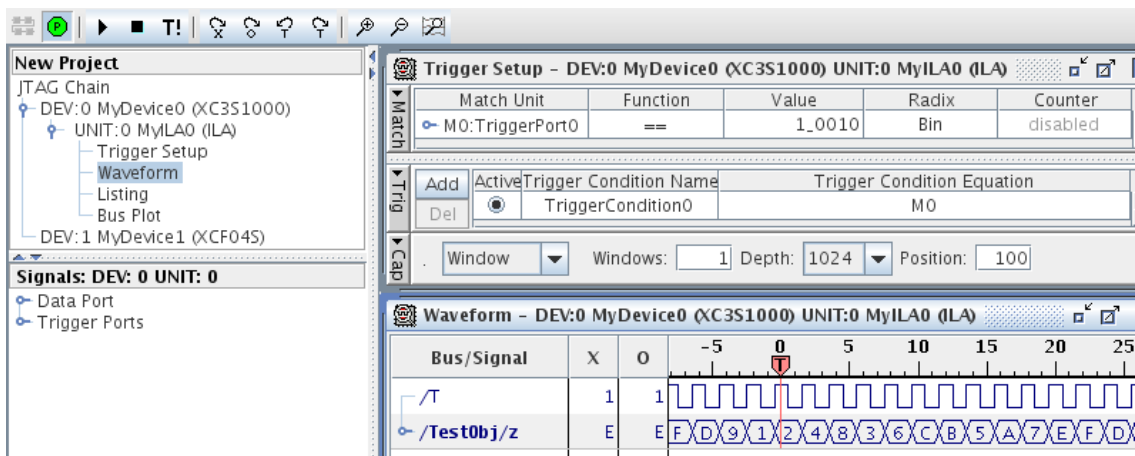 P T!
New Project
JTAG Chain
DEV:0 MyDevice0 (XC3S1000)
UNIT:0 MyILA0 (ILA)
Trigger Setup
Waveform
Listing
Bus Plot
DEV:1 MyDevice1 (XCF04S)
Signals: DEV: 0 UNIT: 0
Data Port
Trigger Ports
Trigger Setup - DEV:0 MyDevice0 (XC3S1000) UNIT:0 MyILA0 (ILA)
Match
Match Unit Function Value Radix Counter
M0:TriggerPort0 == 1_0010 Bin disabled
Trig
Add Active Trigger Condition Name Trigger Condition Equation
Del TriggerCondition0 M0
Cap
. Window Windows: 1 Depth: 1024 Position: 100
Waveform - DEV:0 MyDevice0 (XC3S1000) UNIT:0 MyILA0 (ILA)
Bus/Signal X O -5 0 5 10 15 20 25
T
/T 1 1
/TestObj/z E E F D 9 1 2 4 8 3 6 C B 5 A 7 E F D